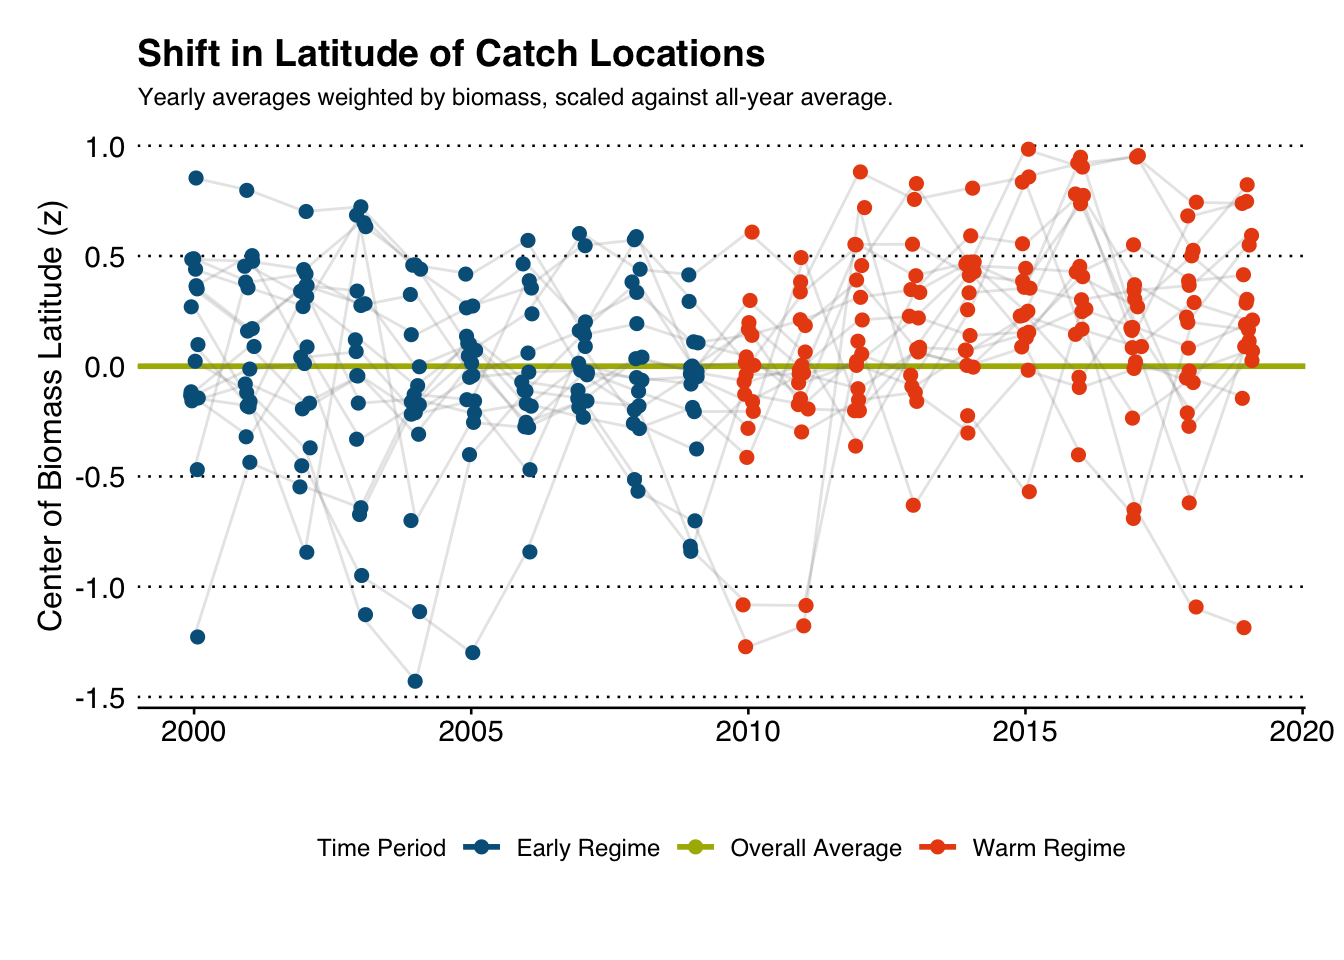 Shift in Latitude of Catch Locations
Yearly averages weighted by biomass, scaled against all-year average.
Center of Biomass Latitude (z)
1.0
0.5
0.0
-0.5
-1.0
-1.5
2000 2005 2010 2015 2020
Time Period Early Regime Overall Average Warm Regime